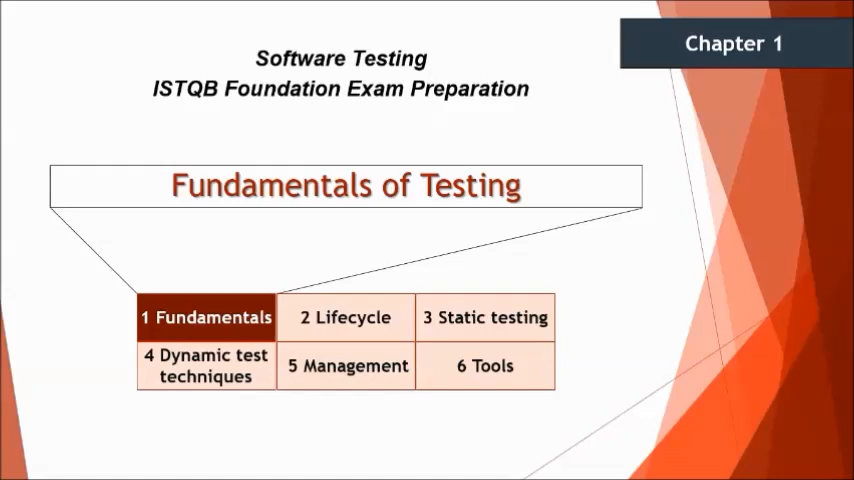 Chapter 1
Software Testing
ISTQB Foundation Exam Preparation
Fundamentals of Testing
1 Fundamentals
2 Lifecycle
3 Static testing
4 Dynamic test
techniques
5 Management
6 Tools